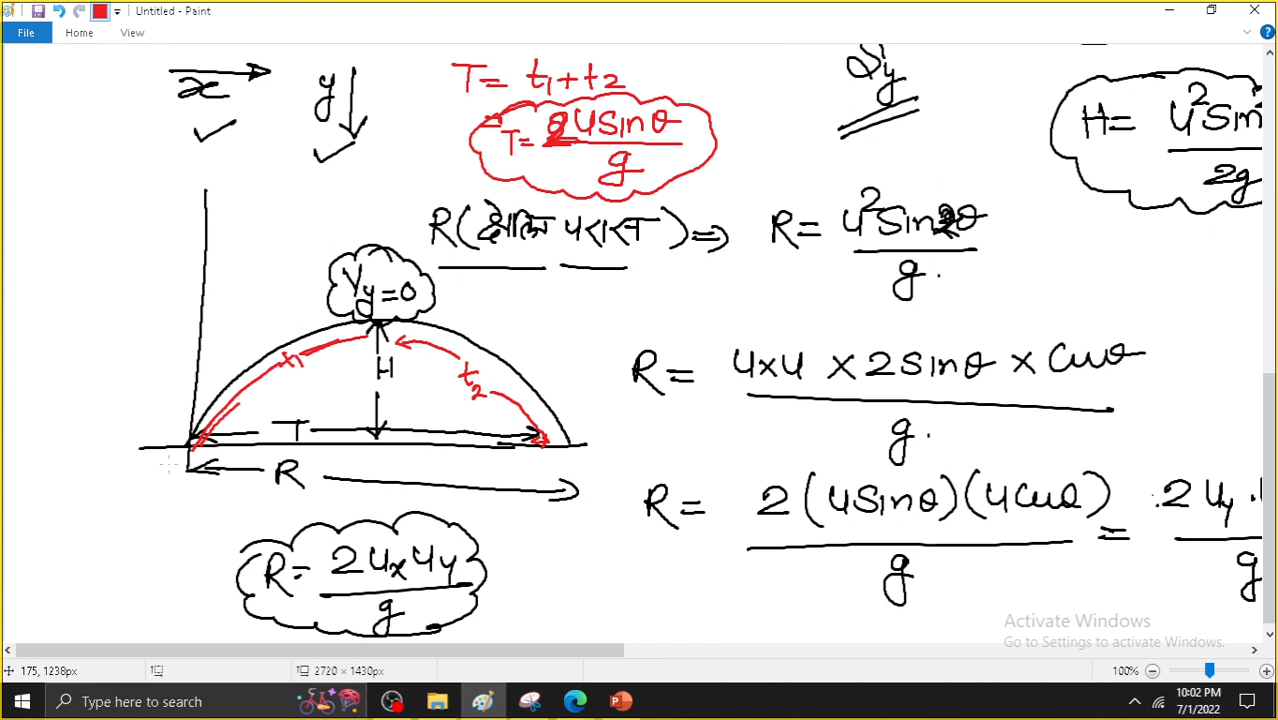 Untitled - Paint
File Home View
x y
T = t1 + t2
Sy
T = 2uSinθ/g
H = u²Sin²/2g
R (क्षैतिज परास) ⇒ R = u²Sin2θ/g.
Vy = 0
H
t1 t2
R = u×u × 2Sinθ × Cosθ/g.
T
R
R = 2(uSinθ)(uCosθ)/g = 2uy.u/g
R = 2uxuy/g
Activate Windows
Go to Settings to activate Windows.
175, 1238px 2720 × 1430px 100%
Type here to search 10:02 PM
7/1/2022